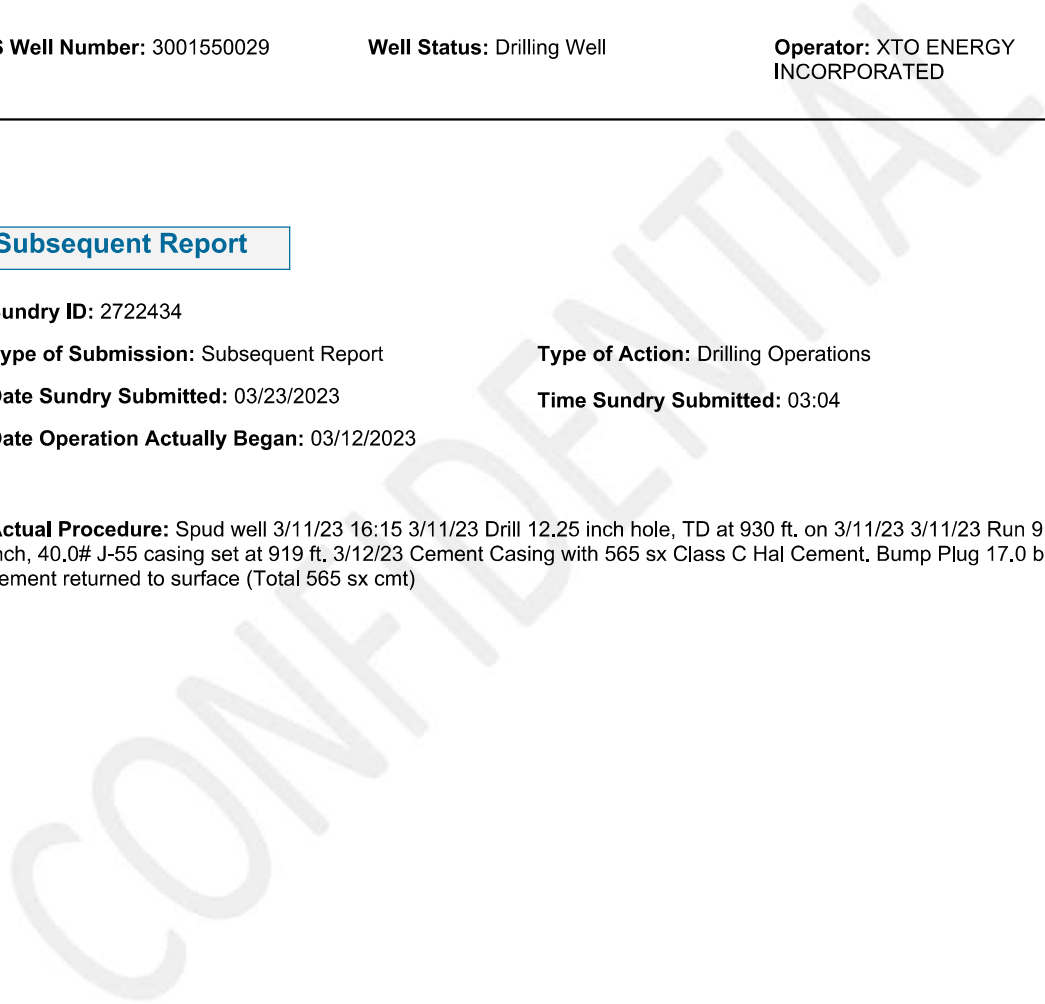 S Well Number: 3001550029 Well Status: Drilling Well Operator: XTO ENERGY
INCORPORATED
Subsequent Report
Sundry ID: 2722434
Type of Submission: Subsequent Report Type of Action: Drilling Operations
Date Sundry Submitted: 03/23/2023 Time Sundry Submitted: 03:04
Date Operation Actually Began: 03/12/2023
Actual Procedure: Spud well 3/11/23 16:15 3/11/23 Drill 12.25 inch hole, TD at 930 ft. on 3/11/23 3/11/23 Run 9
inch, 40.0# J-55 casing set at 919 ft. 3/12/23 Cement Casing with 565 sx Class C Hal Cement. Bump Plug 17.0 b
cement returned to surface (Total 565 sx cmt)
CONFIDENTIAL